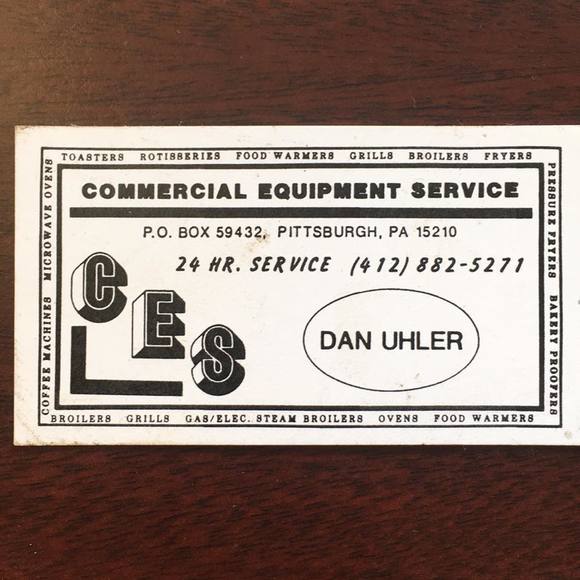 TOASTERS ROTISSERIES FOOD WARMERS GRILLS BROILERS FRYERS
COMMERCIAL EQUIPMENT SERVICE
P.O. BOX 59432, PITTSBURGH, PA 15210
24 HR. SERVICE (412) 882-5271
CES
DAN UHLER
COFFEE MACHINES MICROWAVE OVENS
PRESSURE FRYERS BAKERY PROOFERS
BROILERS GRILLS GAS/ELEC. STEAM BROILERS OVENS FOOD WARMERS